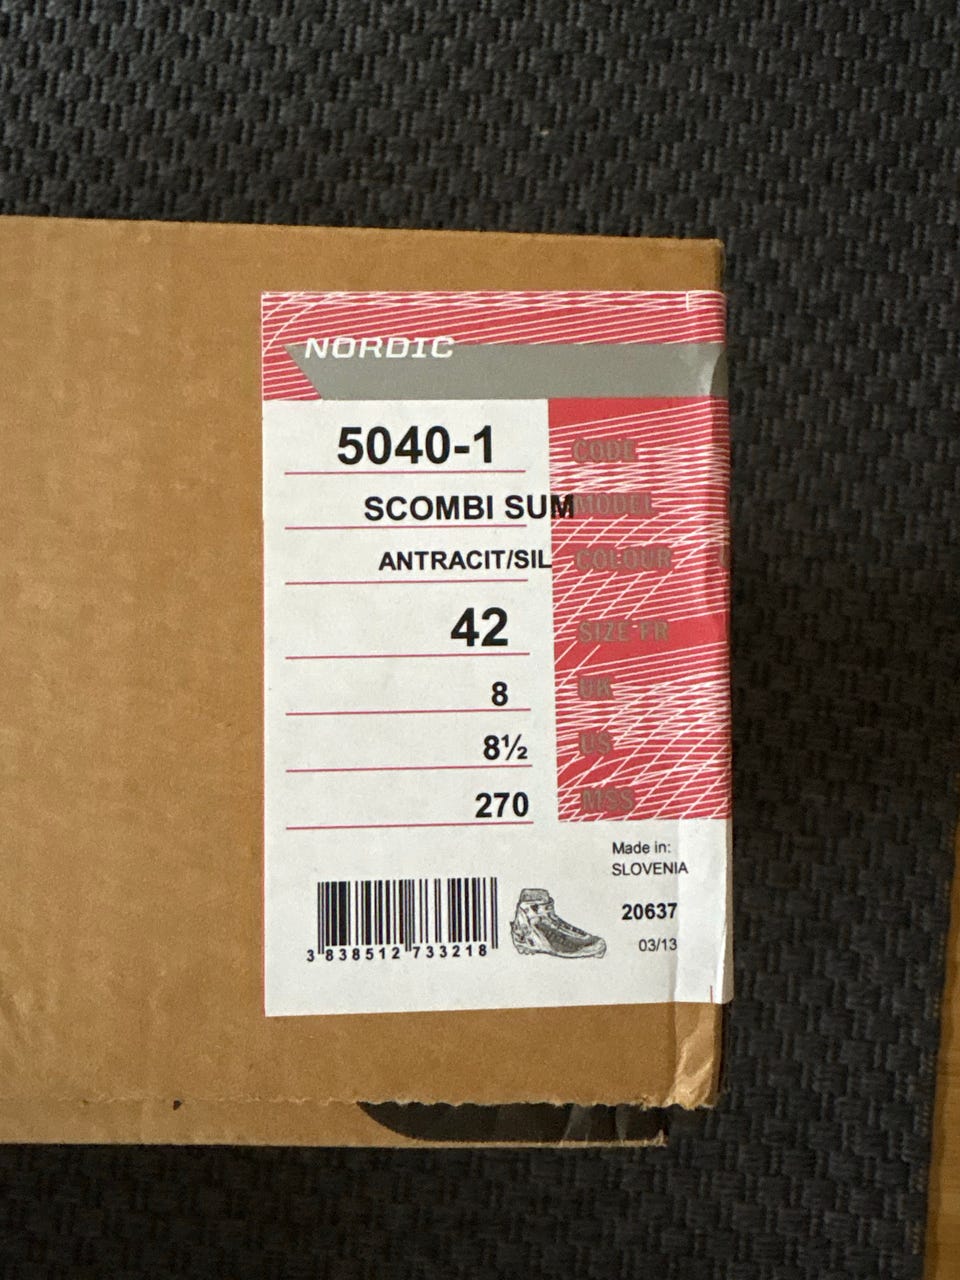 NORDIC
5040-1 CODE
SCOMBI SUM MODEL
ANTRACIT/SIL COLOUR
42 SIZE FR
8 UK
8½ US
270 MSS
Made in:
SLOVENIA
20637
03/13
3 838512 733218